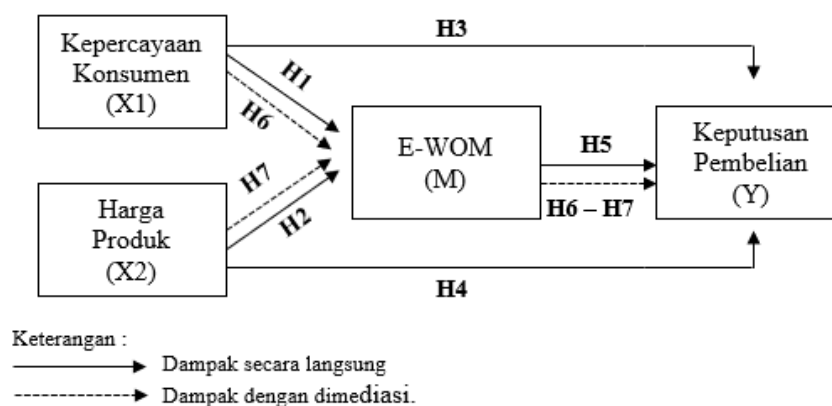 Kepercayaan
Konsumen
(X1)
H3
H1
H6
E-WOM
(M)
H5
H6 – H7
Keputusan
Pembelian
(Y)
H7
H2
Harga
Produk
(X2)
H4
Keterangan :
Dampak secara langsung
Dampak dengan dimediasi.